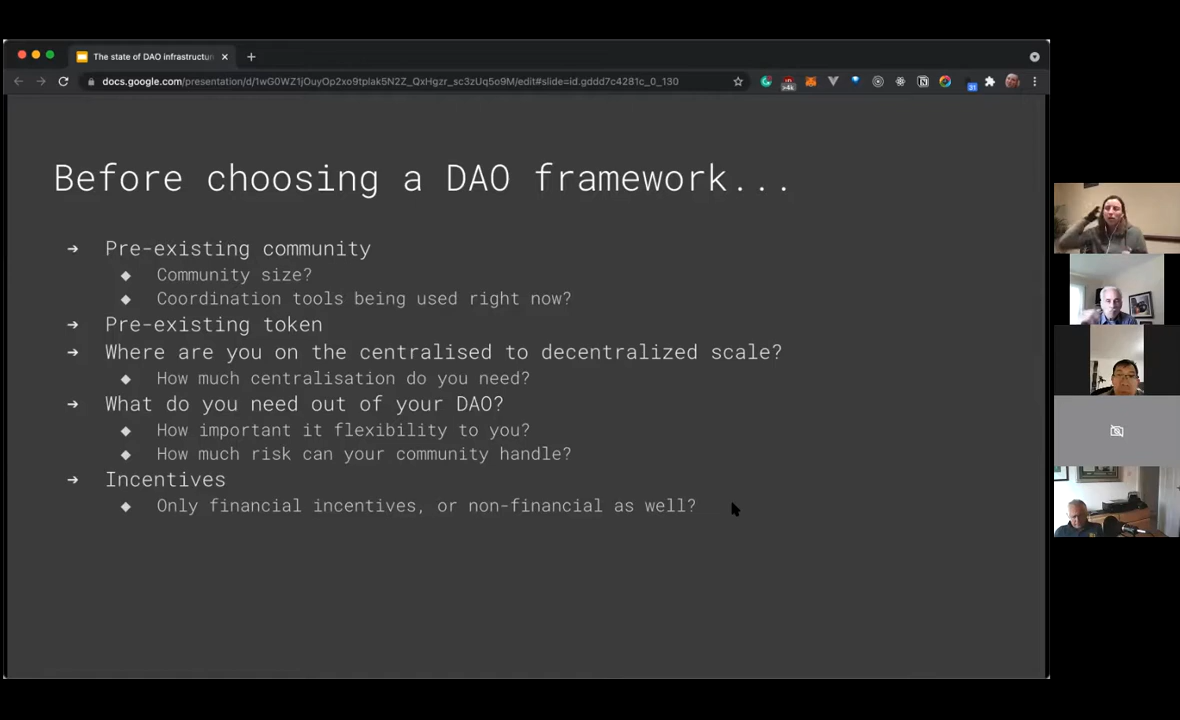 The state of DAO infrastructu
docs.google.com/presentation/d/1wG0WZ1jOuyOp2xo9tplak5N2Z_QxHgzr_sc3zUq5o9M/edit#slide=id.gddd7c4281c_0_130
>4k
31
Before choosing a DAO framework...
Pre-existing community
Community size?
Coordination tools being used right now?
Pre-existing token
Where are you on the centralised to decentralized scale?
How much centralisation do you need?
What do you need out of your DAO?
How important it flexibility to you?
How much risk can your community handle?
Incentives
Only financial incentives, or non-financial as well?